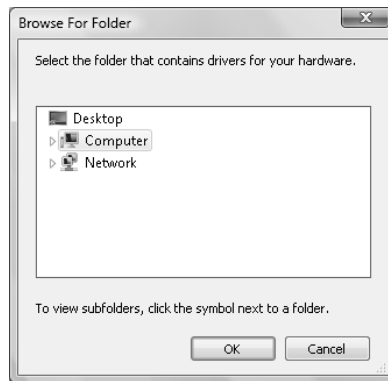 Browse For Folder
Select the folder that contains drivers for your hardware.
Desktop
Computer
Network
To view subfolders, click the symbol next to a folder.
OK
Cancel